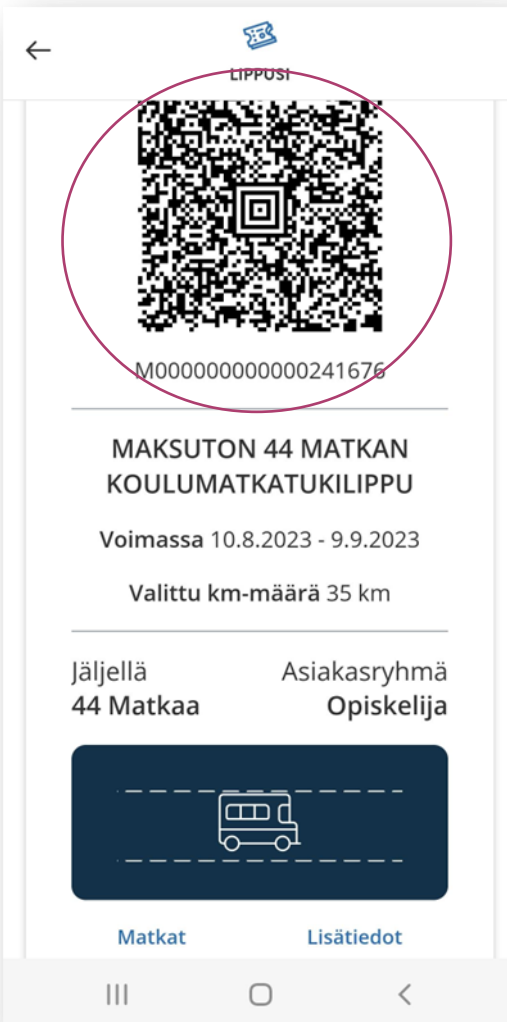 LIPPUSI
M000000000000241676
MAKSUTON 44 MATKAN
KOULUMATKATUKILIPPU
Voimassa 10.8.2023 - 9.9.2023
Valittu km-määrä 35 km
Jäljellä Asiakasryhmä
44 Matkaa Opiskelija
Matkat Lisätiedot